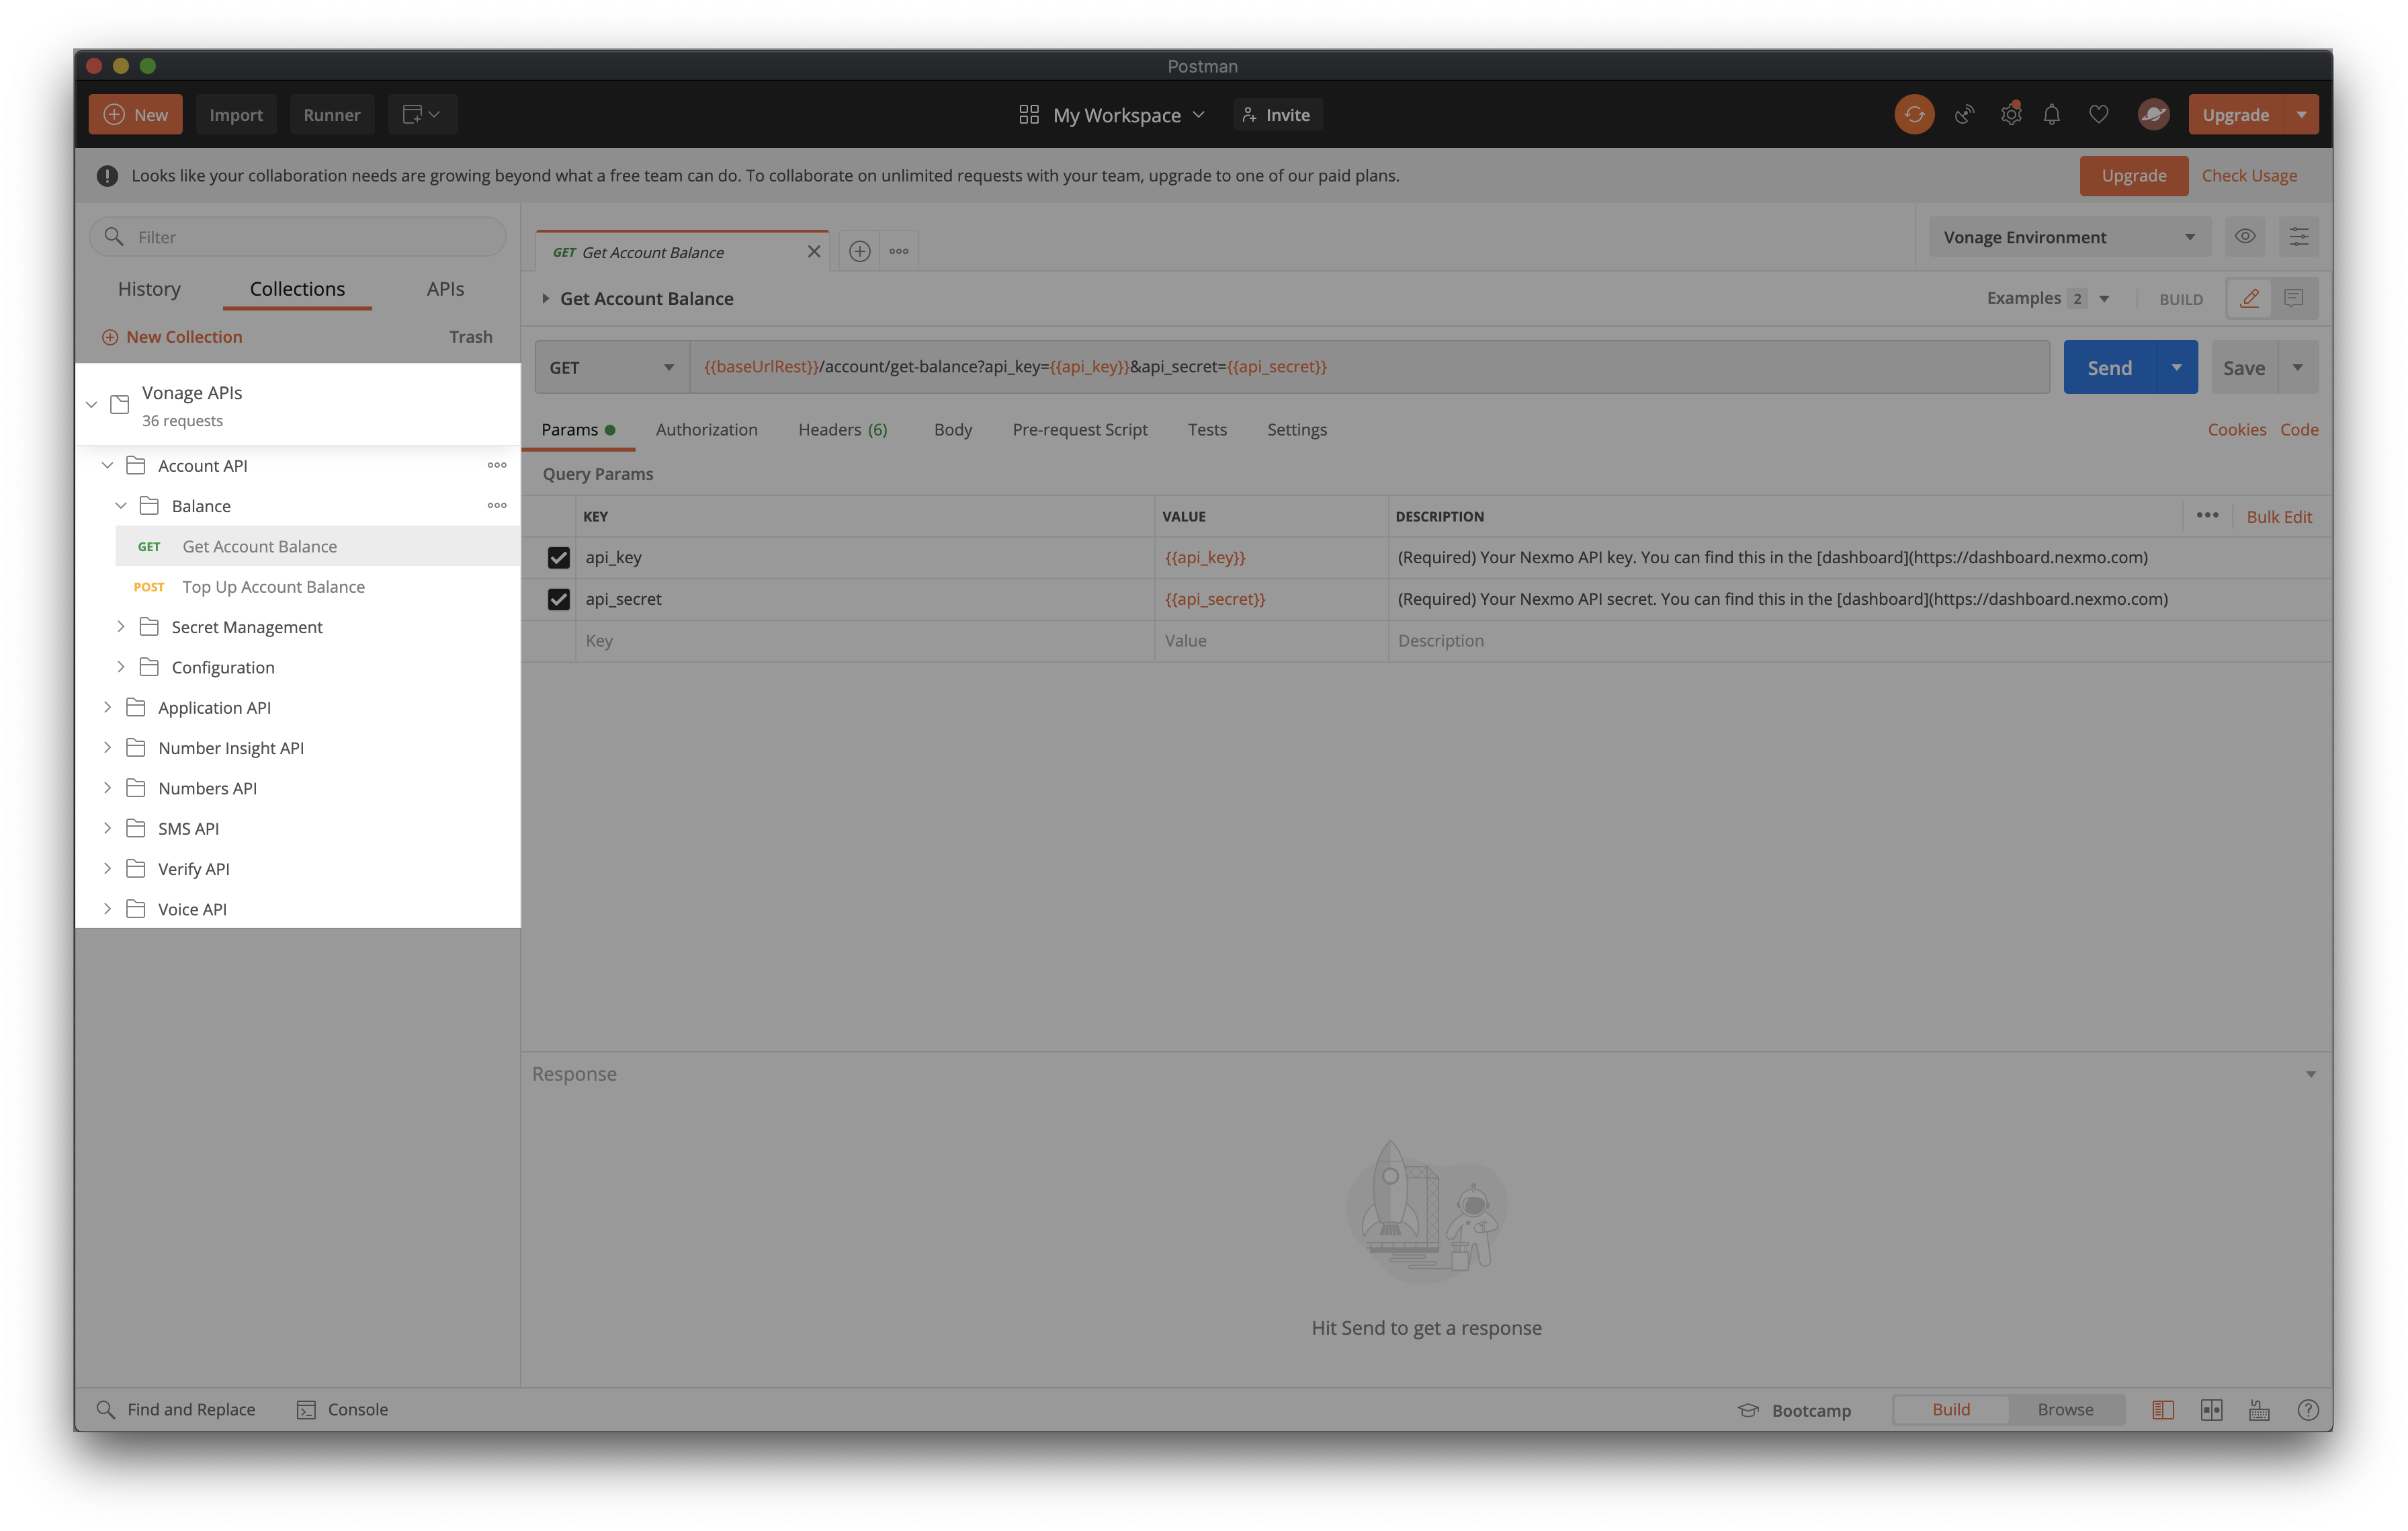 Postman
New Import Runner My Workspace Invite Upgrade
Looks like your collaboration needs are growing beyond what a free team can do. To collaborate on unlimited requests with your team, upgrade to one of our paid plans. Upgrade Check Usage
Filter
History Collections APIs
New Collection Trash
Vonage APIs
36 requests
Account API
Balance
GET Get Account Balance
POST Top Up Account Balance
Secret Management
Configuration
Application API
Number Insight API
Numbers API
SMS API
Verify API
Voice API
GET Get Account Balance
Vonage Environment
Get Account Balance Examples 2 BUILD
GET {{baseUrlRest}}/account/get-balance?api_key={{api_key}}&api_secret={{api_secret}} Send Save
Params Authorization Headers (6) Body Pre-request Script Tests Settings Cookies Code
Query Params
KEY VALUE DESCRIPTION Bulk Edit
api_key {{api_key}} (Required) Your Nexmo API key. You can find this in the [dashboard](https://dashboard.nexmo.com)
api_secret {{api_secret}} (Required) Your Nexmo API secret. You can find this in the [dashboard](https://dashboard.nexmo.com)
Key Value Description
Response
Hit Send to get a response
Find and Replace Console Bootcamp Build Browse